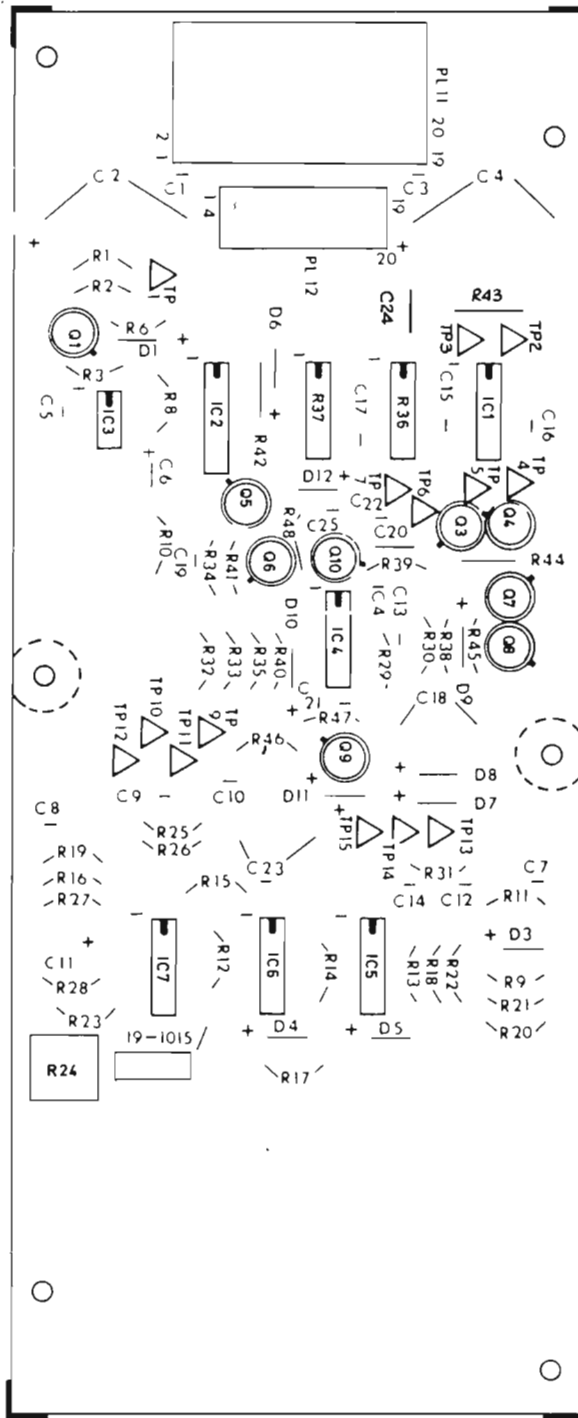 PL11
2
1
20
19
C2
C1
C3
C4
1 4
19
20
+
+
PL12
R1
R2
TP
1
Q1
R6
D1
+
D6
C24
R43
TP3
TP2
R3
C5
IC3
R8
IC2
R42
+
R37
C17
R36
C15
IC1
C16
+
C6
Q5
D12
+
TP
7
TP6
C22
TP
5
TP
4
Q3
Q4
R10
C19
R34
R41
R48
C25
Q6
Q10
C20
R39
R44
D10
IC4
IC4
C13
Q7
+
R32
R33
R35
R40
R29
R30
R38
R45
Q8
C21
+
R47
C18
D9
TP10
TP12
TP11
TP
9
R46
Q9
+
+
D8
C9
C10
D11
+
+
D7
C8
TP15
TP14
TP13
R25
R26
R19
R16
R27
R15
C23
R31
C7
C14
C12
R11
+
C11
IC7
R12
IC6
R14
IC5
R13
R18
R22
+
D3
R28
R9
R23
R21
19-1015
+
D4
+
D5
R20
R24
R17